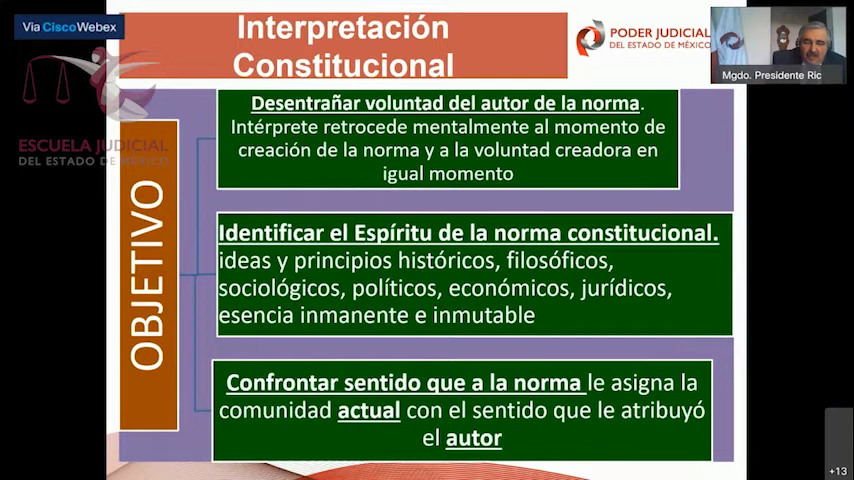 Vía Cisco Webex
Interpretación
Constitucional
PODER JUDICIAL
DEL ESTADO DE MÉXICO
Mgdo. Presidente Ric
ESCUELA JUDICIAL
DEL ESTADO DE MÉXICO
OBJETIVO
Desentrañar voluntad del autor de la norma.
Intérprete retrocede mentalmente al momento de
creación de la norma y a la voluntad creadora en
igual momento
Identificar el Espíritu de la norma constitucional.
ideas y principios históricos, filosóficos,
sociológicos, políticos, económicos, jurídicos,
esencia inmanente e inmutable
Confrontar sentido que a la norma le asigna la
comunidad actual con el sentido que le atribuyó
el autor
+13